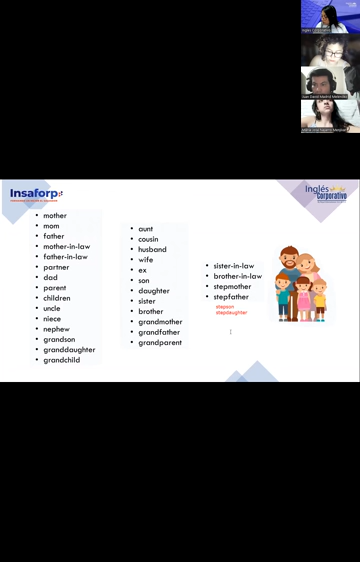 Inglés Corporativo
Insaforp
Inglés
Corporativo
• mother
• mom
• father
• mother-in-law
• father-in-law
• partner
• dad
• parent
• children
• uncle
• niece
• nephew
• grandson
• granddaughter
• grandchild
• aunt
• cousin
• husband
• wife
• ex
• son
• daughter
• sister
• brother
• grandmother
• grandfather
• grandparent
• sister-in-law
• brother-in-law
• stepmother
• stepfather
stepson
stepdaughter